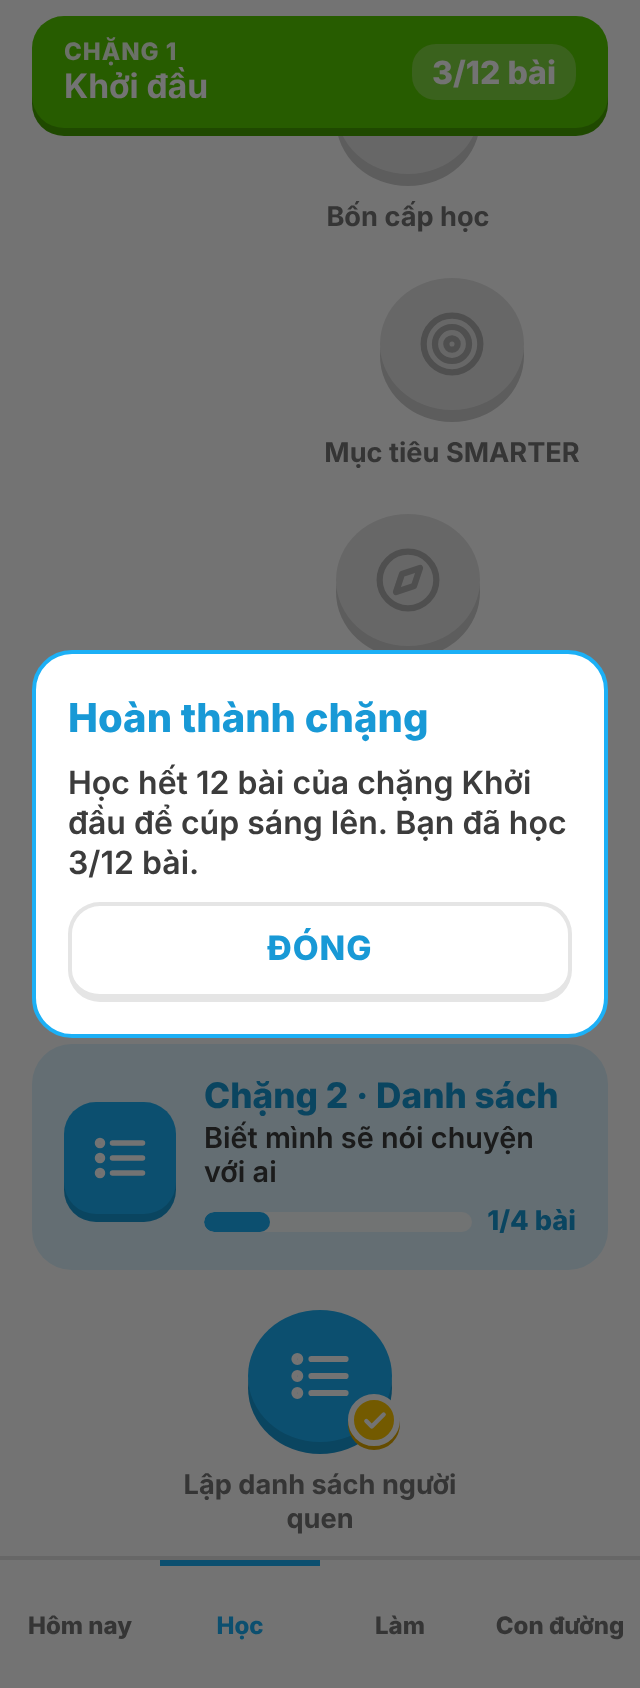 CHẶNG 1
Khởi đầu
3/12 bài
Bốn cấp học
Mục tiêu SMARTER
Hoàn thành chặng
Học hết 12 bài của chặng Khởi
đầu để cúp sáng lên. Bạn đã học
3/12 bài.
ĐÓNG
Chặng 2 · Danh sách
Biết mình sẽ nói chuyện
với ai
1/4 bài
Lập danh sách người
quen
Hôm nay
Học
Làm
Con đường